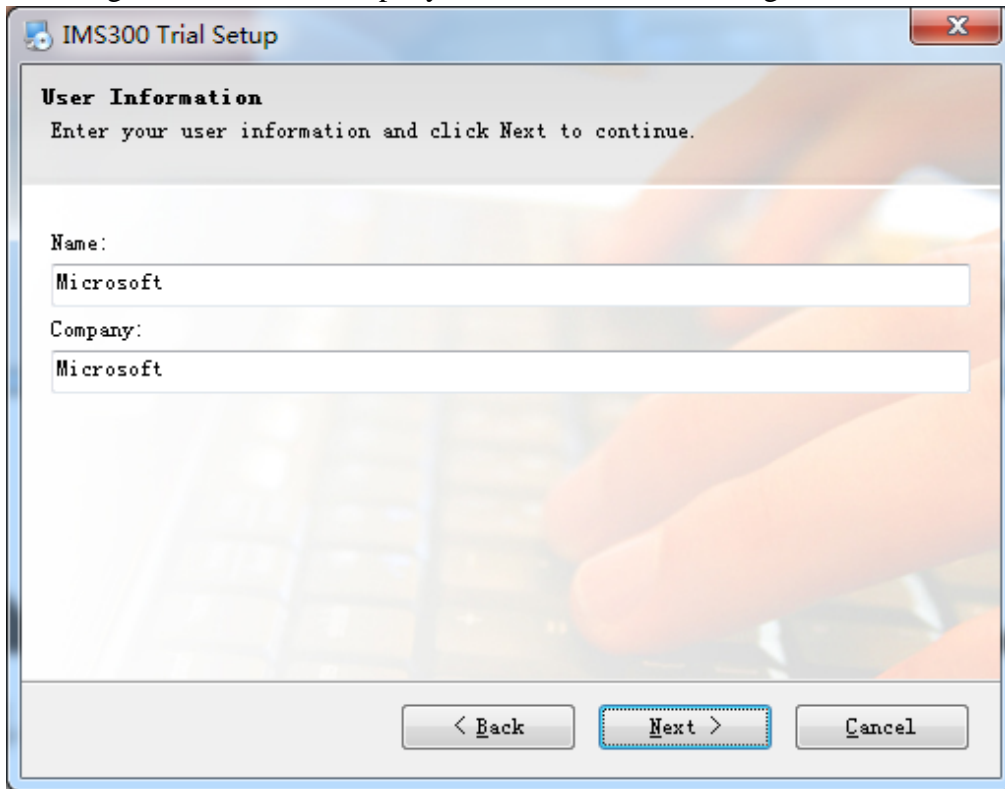 IMS300 Trial Setup
User Information
Enter your user information and click Next to continue.
Name:
Microsoft
Company:
Microsoft
< Back Next > Cancel